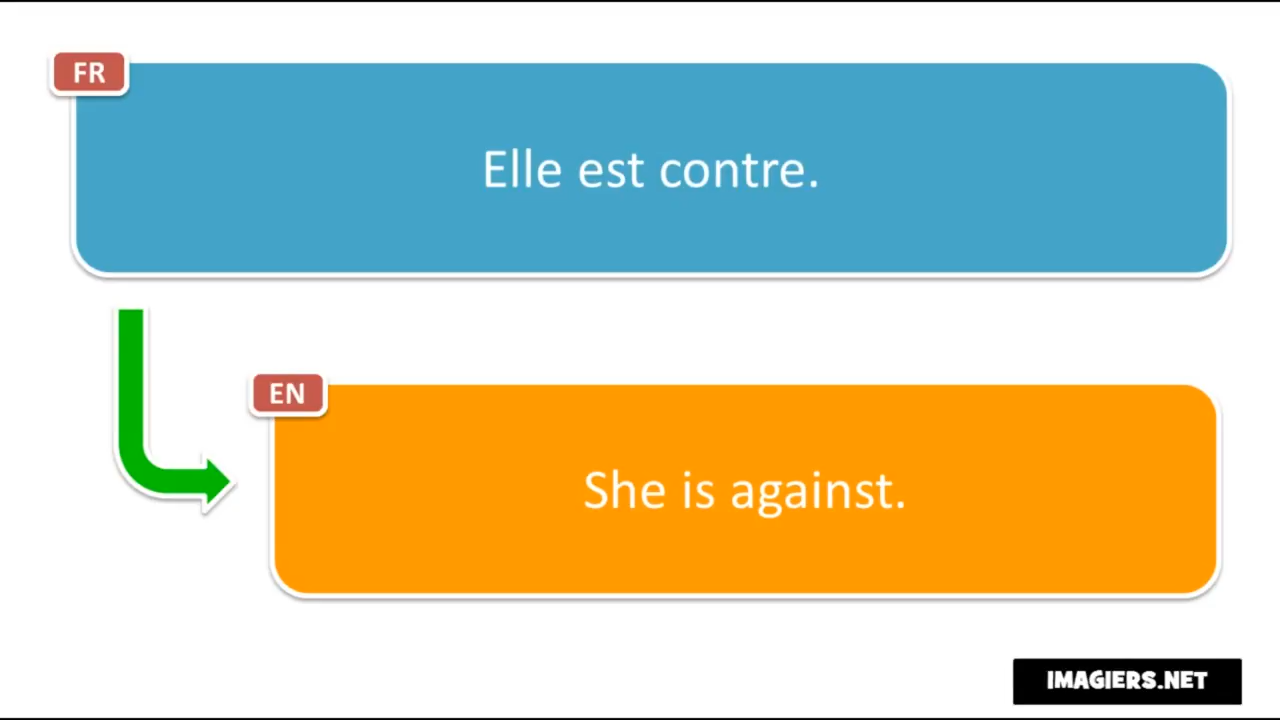 FR
Elle est contre.
EN
She is against.
IMAGIERS.NET